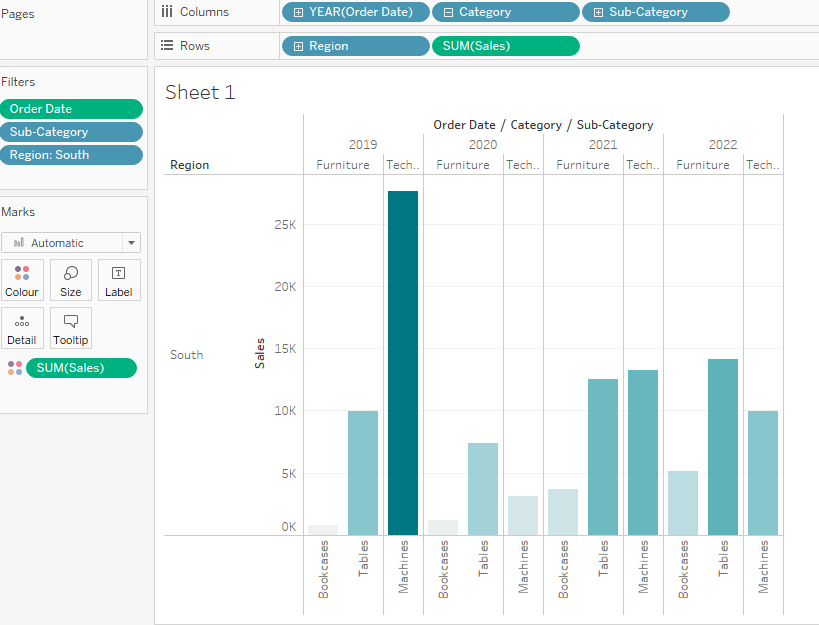 Pages
Columns
YEAR(Order Date)
Category
Sub-Category
Rows
Region
SUM(Sales)
Filters
Order Date
Sub-Category
Region: South
Marks
Automatic
Colour
Size
Label
Detail
Tooltip
SUM(Sales)
Sheet 1
Order Date / Category / Sub-Category
2019
2020
2021
2022
Region
Furniture
Tech..
Furniture
Tech..
Furniture
Tech..
Furniture
Tech..
South
Sales
25K
20K
15K
10K
5K
0K
Bookcases
Tables
Machines
Bookcases
Tables
Machines
Bookcases
Tables
Machines
Bookcases
Tables
Machines